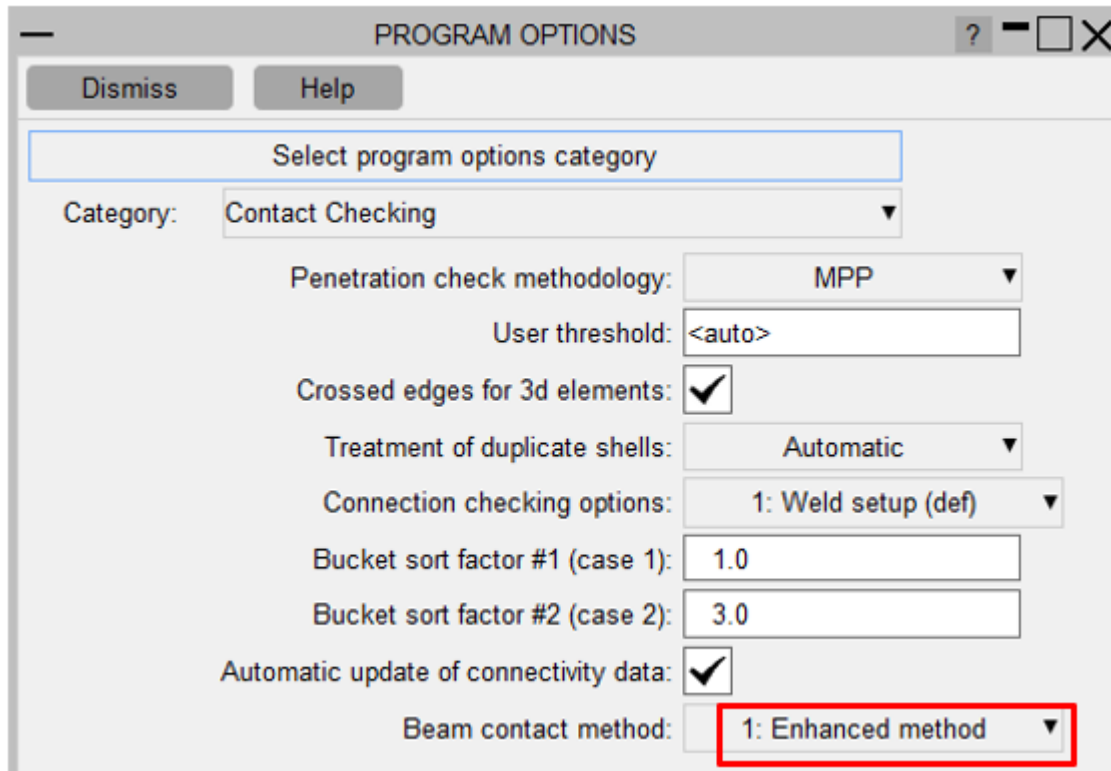 PROGRAM OPTIONS ?
Dismiss Help
Select program options category
Category: Contact Checking
Penetration check methodology: MPP
User threshold: <auto>
Crossed edges for 3d elements:
Treatment of duplicate shells: Automatic
Connection checking options: 1: Weld setup (def)
Bucket sort factor #1 (case 1): 1.0
Bucket sort factor #2 (case 2): 3.0
Automatic update of connectivity data:
Beam contact method: 1: Enhanced method